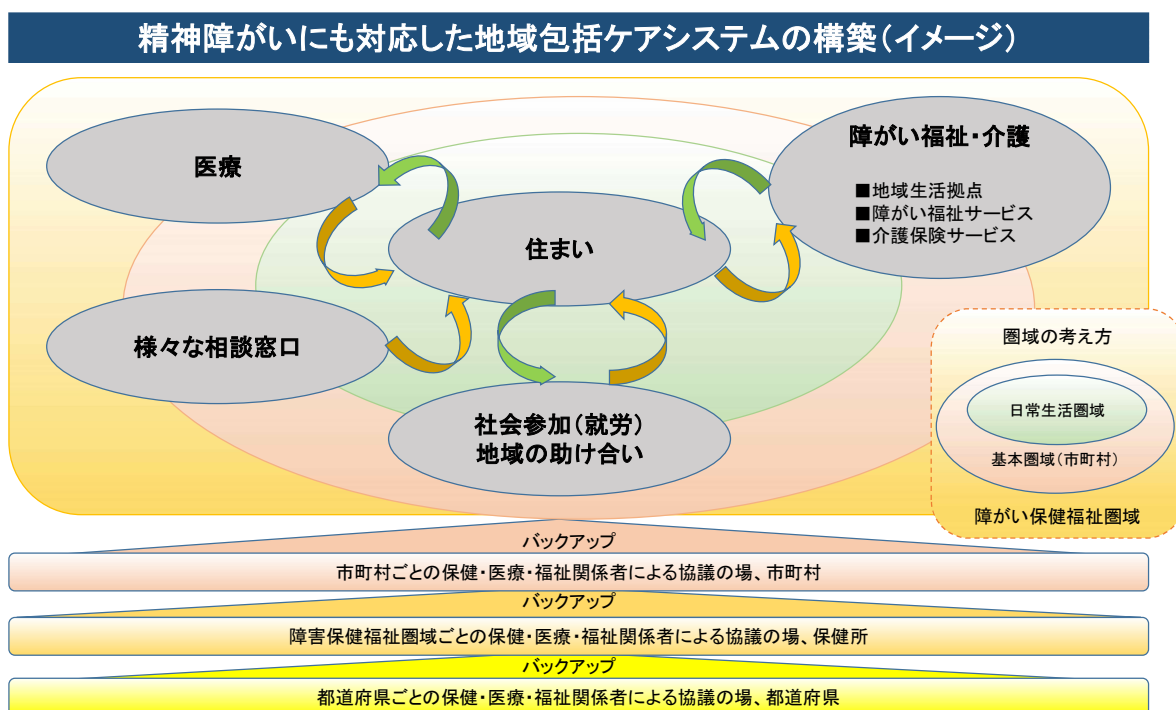 精神障がいにも対応した地域包括ケアシステムの構築（イメージ）
医療
障がい福祉・介護
■地域生活拠点
■障がい福祉サービス
■介護保険サービス
住まい
様々な相談窓口
社会参加（就労）
地域の助け合い
圏域の考え方
日常生活圏域
基本圏域（市町村）
障がい保健福祉圏域
バックアップ
市町村ごとの保健・医療・福祉関係者による協議の場、市町村
バックアップ
障害保健福祉圏域ごとの保健・医療・福祉関係者による協議の場、保健所
バックアップ
都道府県ごとの保健・医療・福祉関係者による協議の場、都道府県